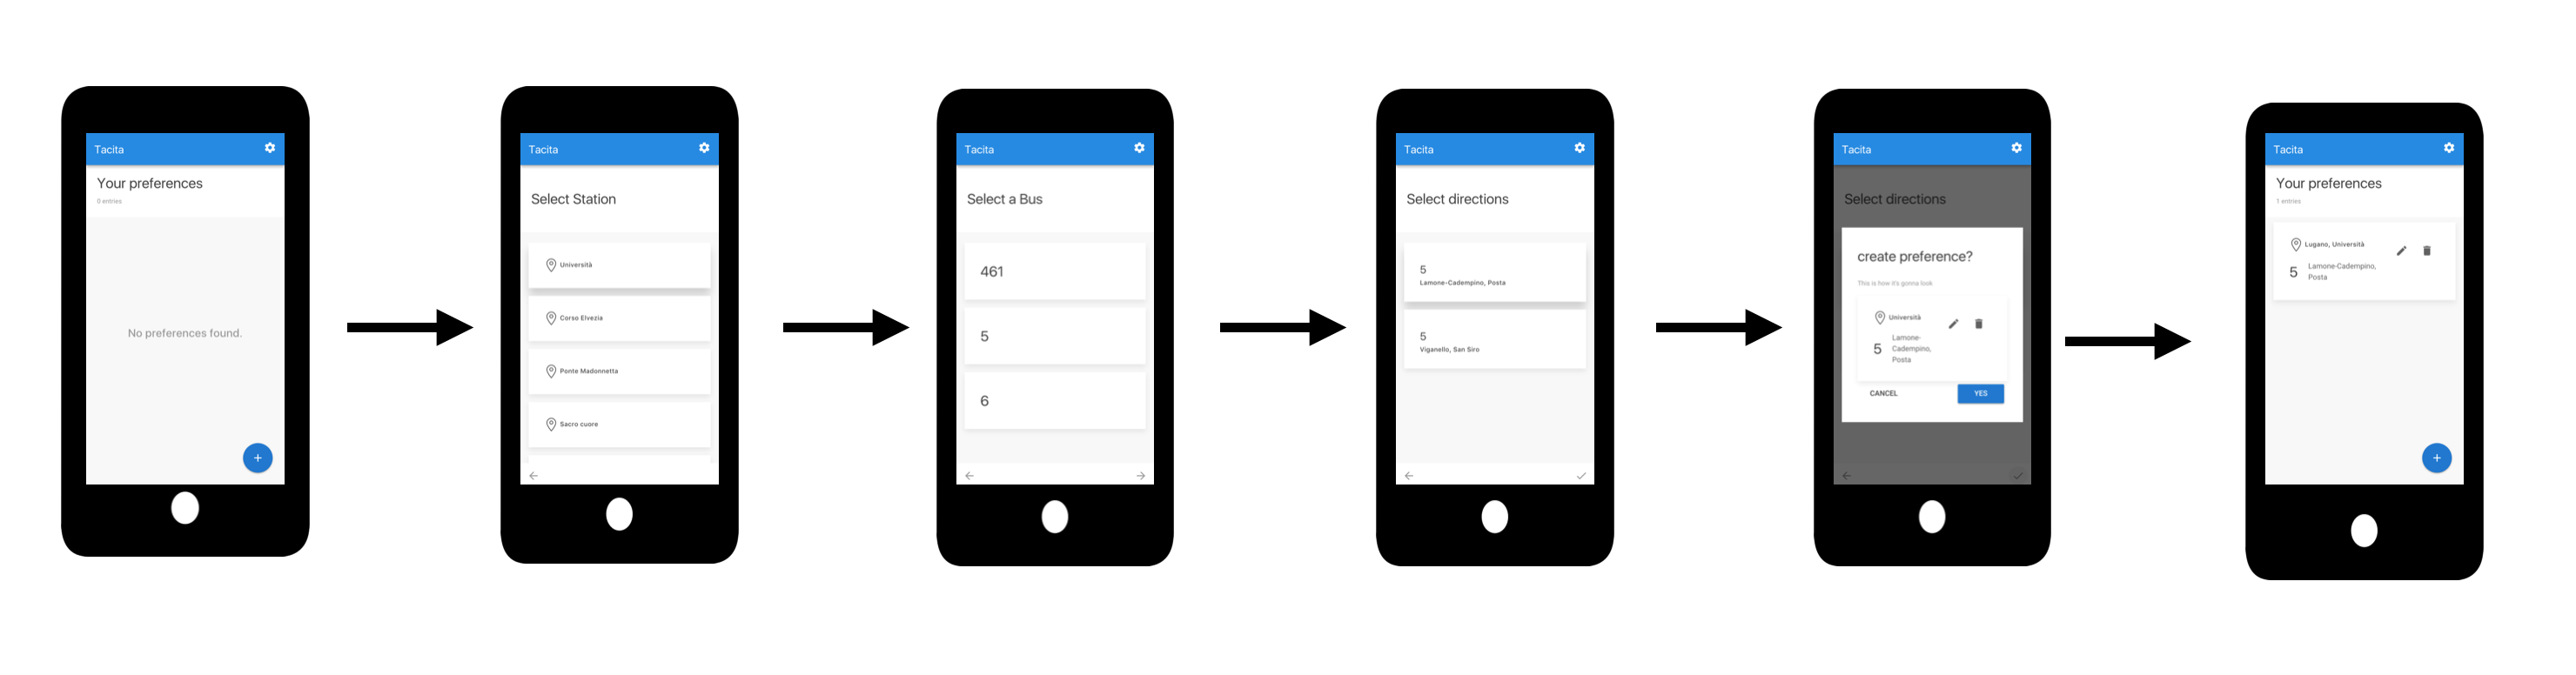 Tacita
Your preferences
0 entries
No preferences found.
+
Tacita
Select Station
Università
Corso Elvezia
Ponte Madonnetta
Sacro cuore
Tacita
Select a Bus
461
5
6
Tacita
Select directions
5
Lamone-Cadempino, Posta
5
Viganello, San Siro
Tacita
Select directions
create preference?
This is how it's gonna look
Università
5
Lamone-
Cadempino,
Posta
CANCEL
YES
Tacita
Your preferences
1 entries
Lugano, Università
5
Lamone-Cadempino,
Posta
+